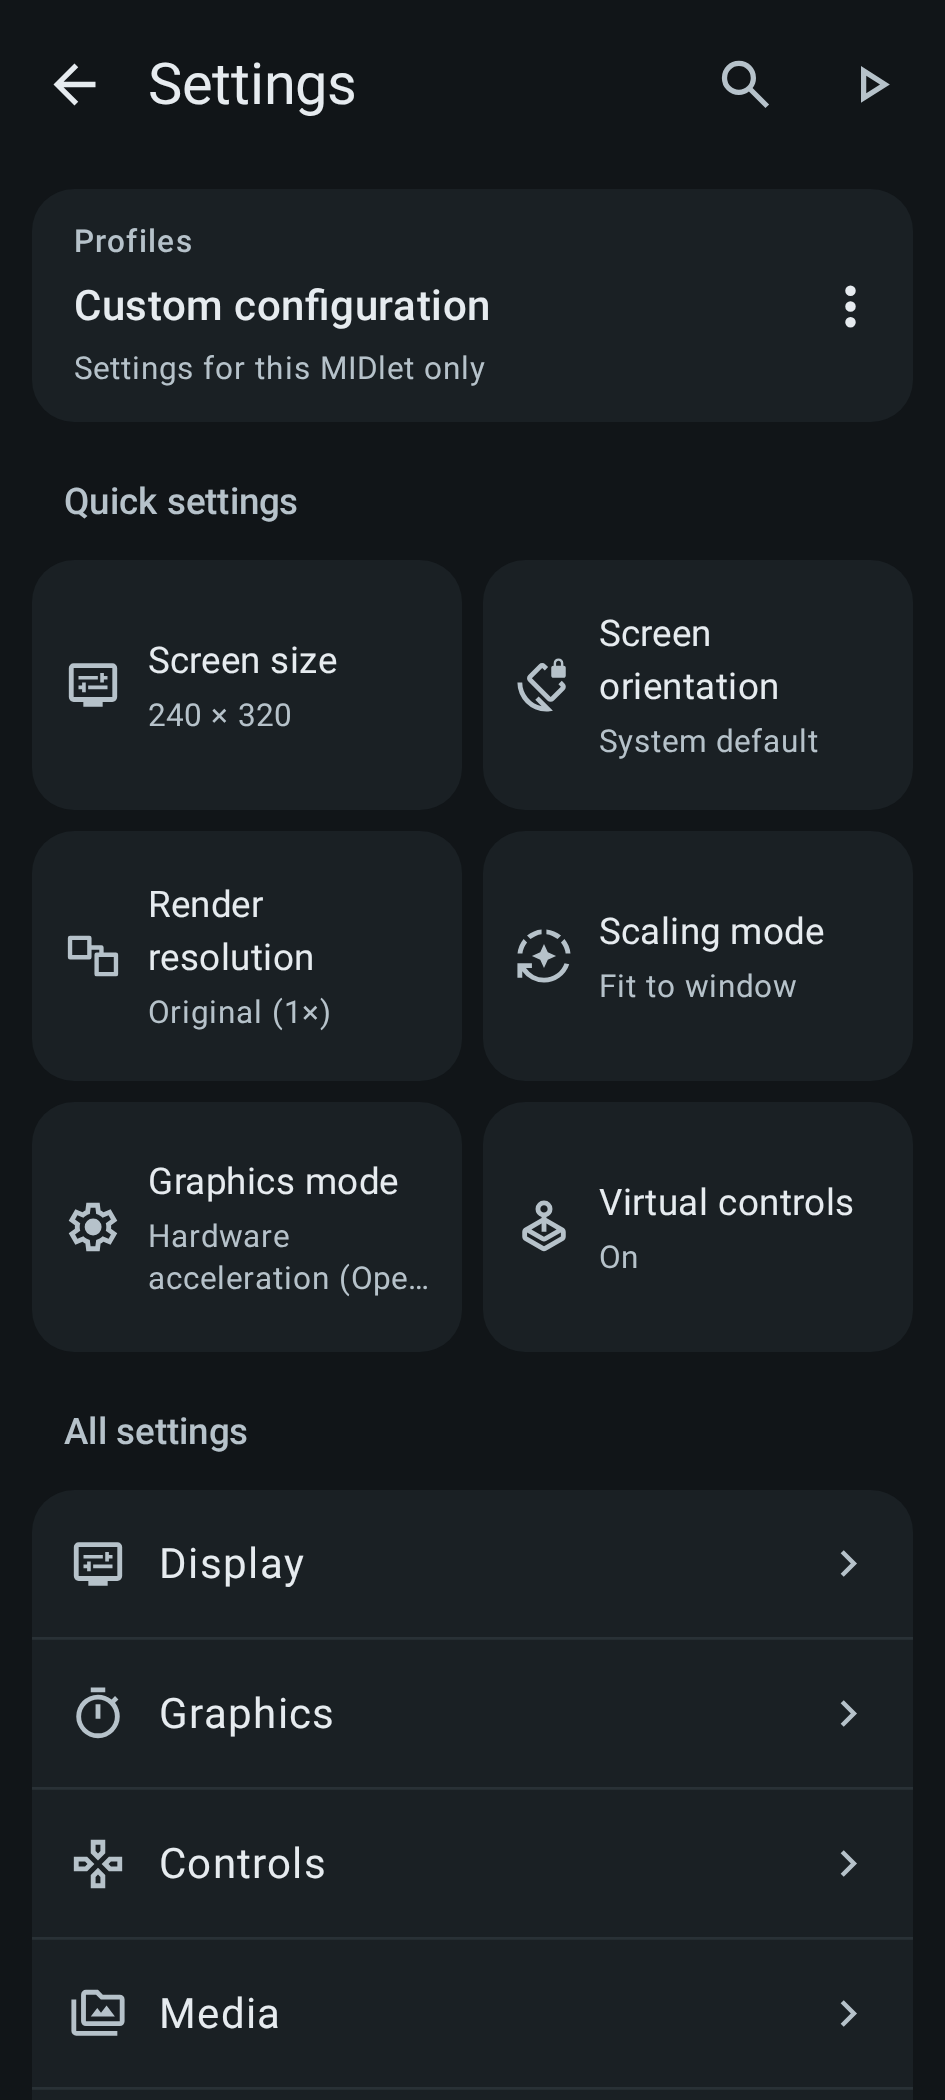 Settings
Profiles
Custom configuration
Settings for this MIDlet only
Quick settings
Screen size
240 × 320
Screen
orientation
System default
Render
resolution
Original (1×)
Scaling mode
Fit to window
Graphics mode
Hardware
acceleration (Ope…
Virtual controls
On
All settings
Display
Graphics
Controls
Media